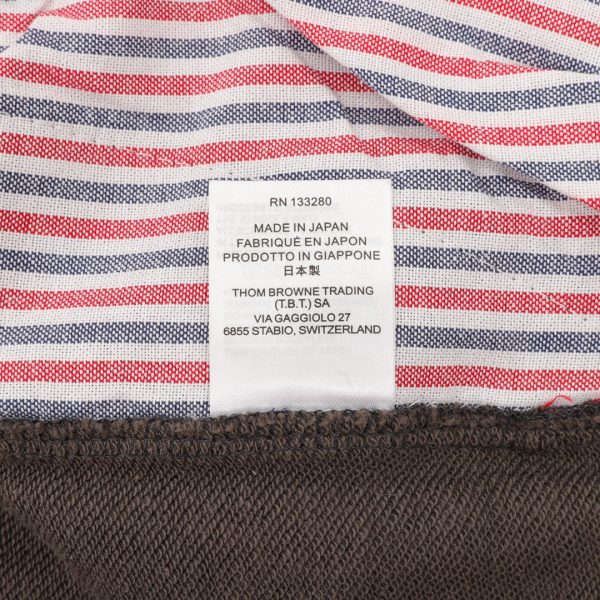 RN 133280
MADE IN JAPAN
FABRIQUÉ EN JAPON
PRODOTTO IN GIAPPONE
日本製
THOM BROWNE TRADING
(T.B.T.) SA
VIA GAGGIOLO 27
6855 STABIO, SWITZERLAND